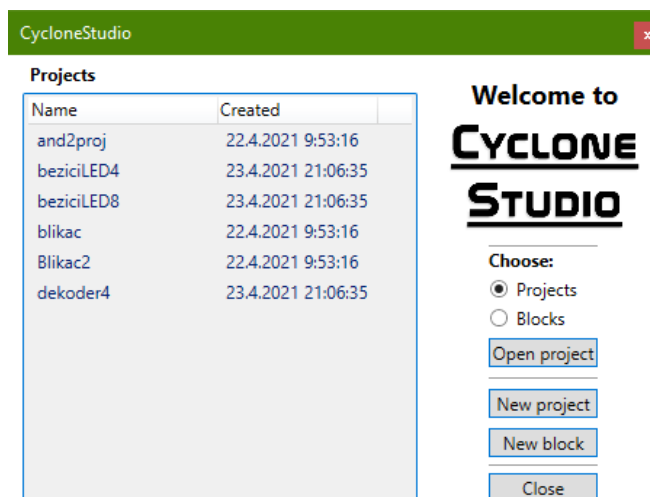 CycloneStudio
x
Projects
Name Created
and2proj 22.4.2021 9:53:16
beziciLED4 23.4.2021 21:06:35
beziciLED8 23.4.2021 21:06:35
blikac 22.4.2021 9:53:16
Blikac2 22.4.2021 9:53:16
dekoder4 23.4.2021 21:06:35
Welcome to
CYCLONE
STUDIO
Choose:
Projects
Blocks
Open project
New project
New block
Close